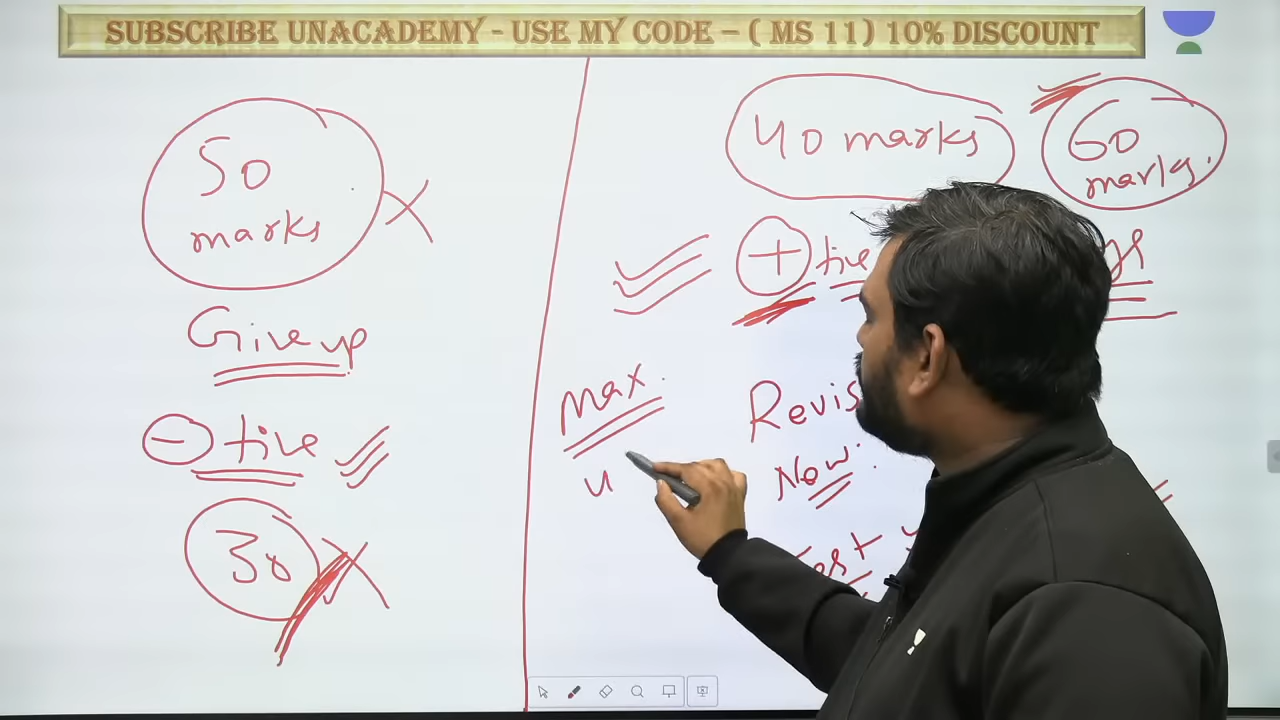 SUBSCRIBE UNACADEMY - USE MY CODE – ( MS 11) 10% DISCOUNT
50
marks
Give up
- tive
30
40 marks
60
marks.
+ tive
Max.
Now: